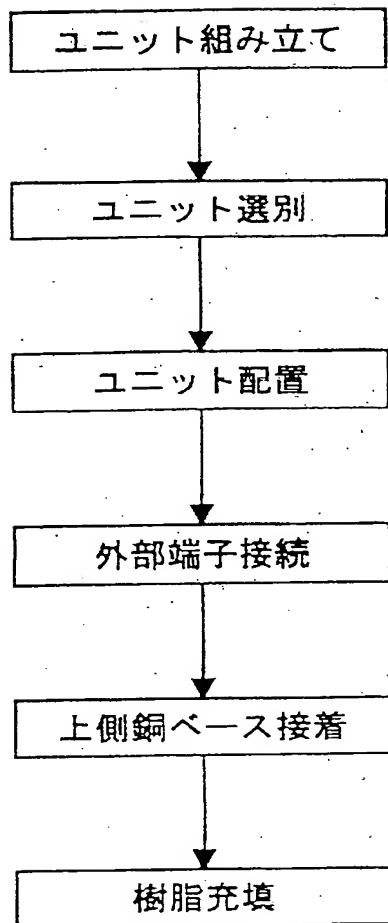 ユニット組み立て
ユニット選別
ユニット配置
外部端子接続
上側銅ベース接着
樹脂充填